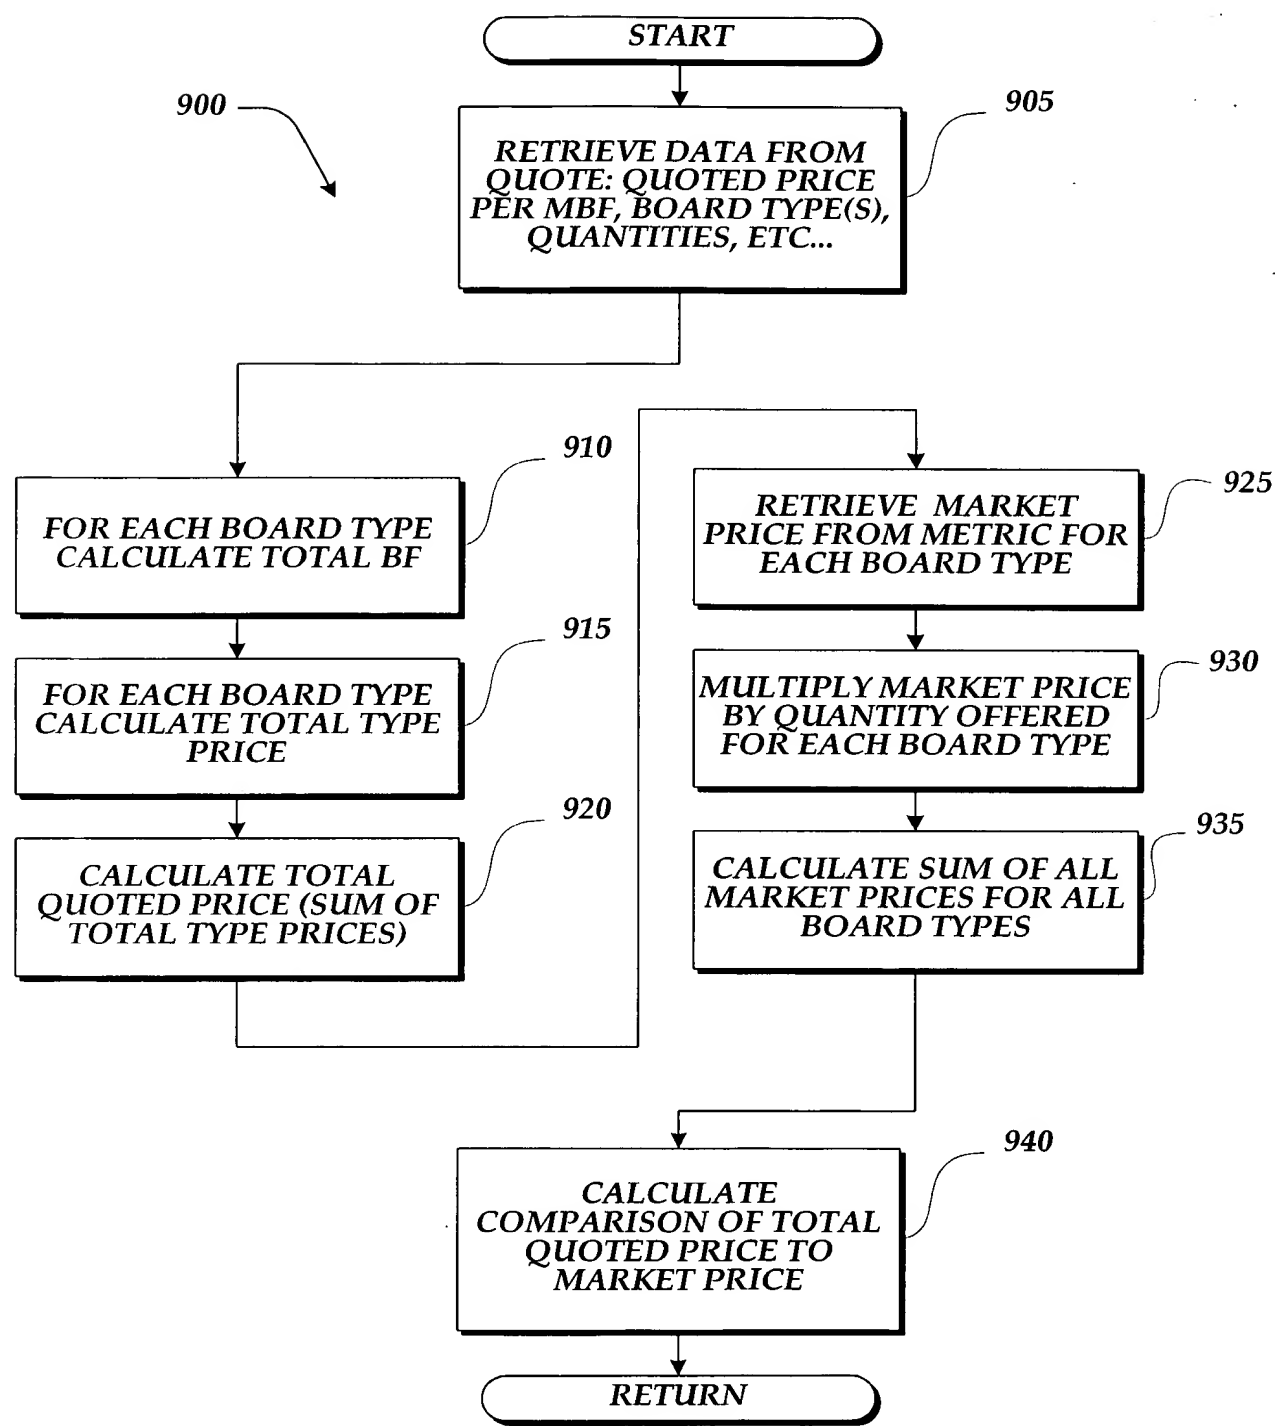 START
900
905
RETRIEVE DATA FROM
QUOTE: QUOTED PRICE
PER MBF, BOARD TYPE(S),
QUANTITIES, ETC...
910
FOR EACH BOARD TYPE
CALCULATE TOTAL BF
915
FOR EACH BOARD TYPE
CALCULATE TOTAL TYPE
PRICE
920
CALCULATE TOTAL
QUOTED PRICE (SUM OF
TOTAL TYPE PRICES)
925
RETRIEVE MARKET
PRICE FROM METRIC FOR
EACH BOARD TYPE
930
MULTIPLY MARKET PRICE
BY QUANTITY OFFERED
FOR EACH BOARD TYPE
935
CALCULATE SUM OF ALL
MARKET PRICES FOR ALL
BOARD TYPES
940
CALCULATE
COMPARISON OF TOTAL
QUOTED PRICE TO
MARKET PRICE
RETURN